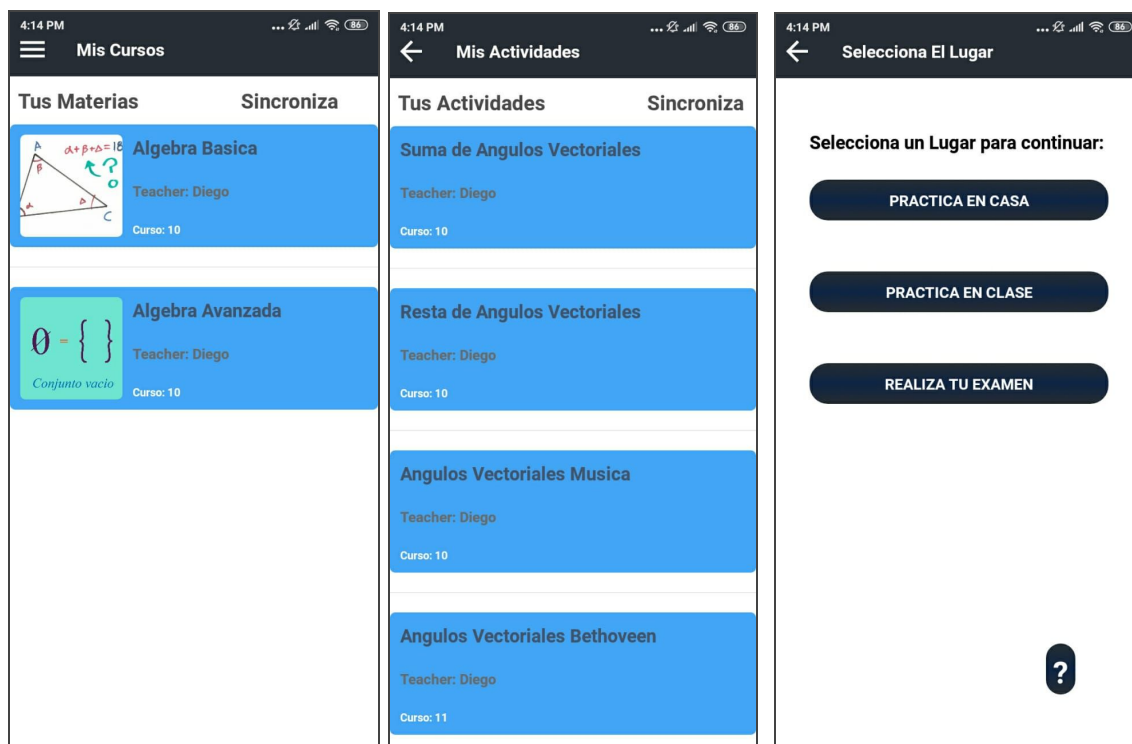 4:14 PM
86
Mis Cursos
Tus Materias
Sincroniza
A
α+β+Δ=18
β
?
α
Δ
C
Algebra Basica
Teacher: Diego
Curso: 10
Ø = { }
Conjunto vacio
Algebra Avanzada
Teacher: Diego
Curso: 10
4:14 PM
86
Mis Actividades
Tus Actividades
Sincroniza
Suma de Angulos Vectoriales
Teacher: Diego
Curso: 10
Resta de Angulos Vectoriales
Teacher: Diego
Curso: 10
Angulos Vectoriales Musica
Teacher: Diego
Curso: 10
Angulos Vectoriales Bethoveen
Teacher: Diego
Curso: 11
4:14 PM
86
Selecciona El Lugar
Selecciona un Lugar para continuar:
PRACTICA EN CASA
PRACTICA EN CLASE
REALIZA TU EXAMEN
?